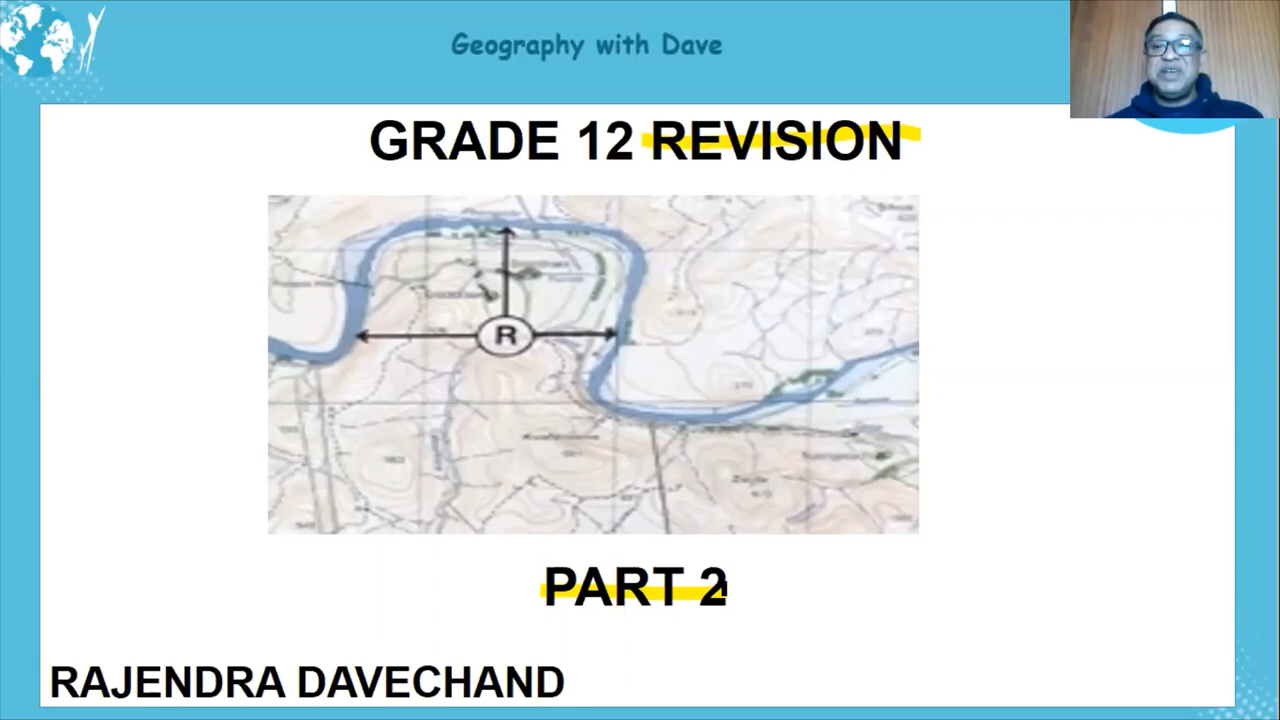 Geography with Dave
GRADE 12 REVISION
R
PART 2
RAJENDRA DAVECHAND